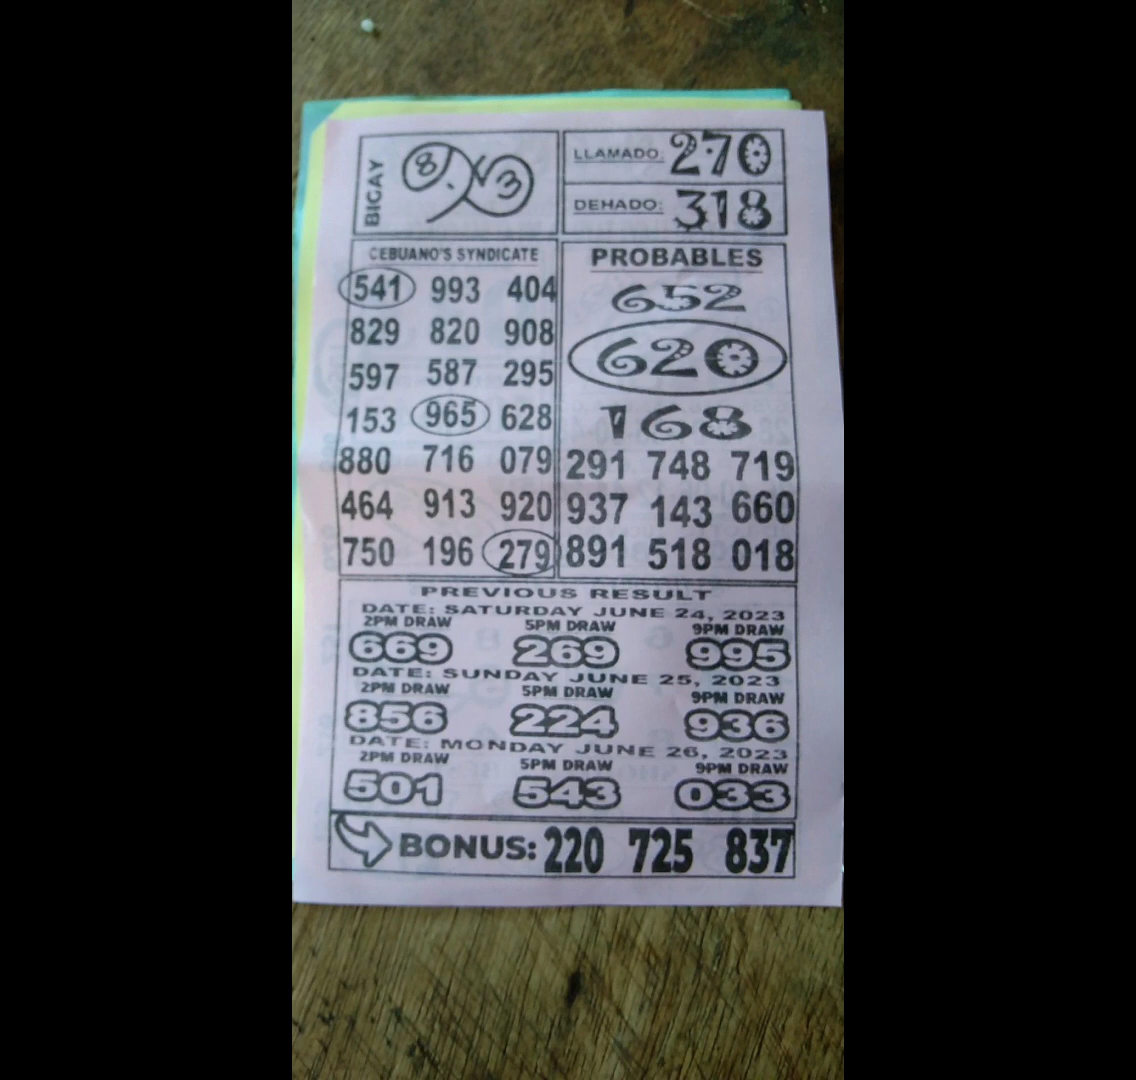 BIGAY
8. X3
LLAMADO: 270
DEHADO: 318
CEBUANO'S SYNDICATE
541 993 404
829 820 908
597 587 295
153 965 628
880 716 079
464 913 920
750 196 279
PROBABLES
652
620
168
291 748 719
937 143 660
891 518 018
PREVIOUS RESULT
DATE: SATURDAY JUNE 24, 2023
2PM DRAW 5PM DRAW 9PM DRAW
669 269 995
DATE: SUNDAY JUNE 25, 2023
2PM DRAW 5PM DRAW 9PM DRAW
856 224 936
DATE: MONDAY JUNE 26, 2023
2PM DRAW 5PM DRAW 9PM DRAW
501 543 033
BONUS: 220 725 837